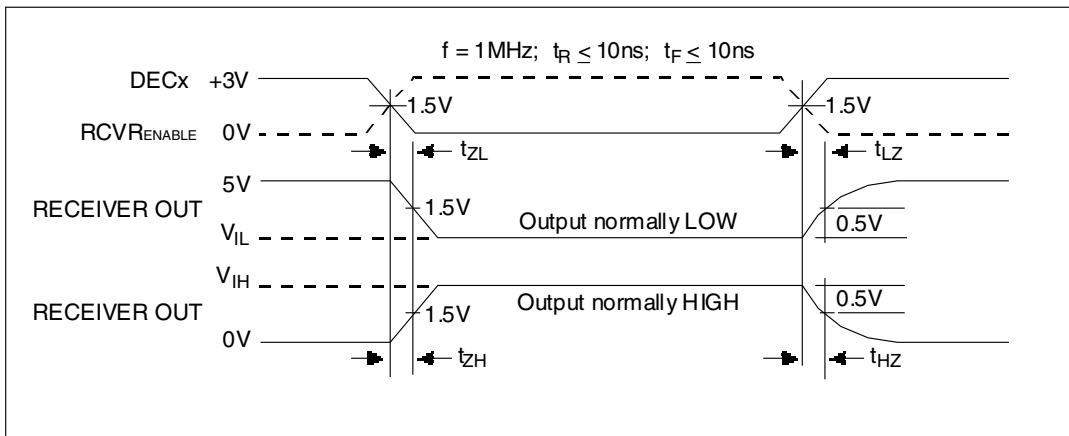 f = 1MHz; tR ≤ 10ns; tF ≤ 10ns
DECx +3V
1.5V 1.5V
RCVRENABLE 0V
tZL tLZ
5V
RECEIVER OUT 1.5V Output normally LOW 0.5V
VIL
VIH
RECEIVER OUT 1.5V Output normally HIGH 0.5V
0V
tZH tHZ